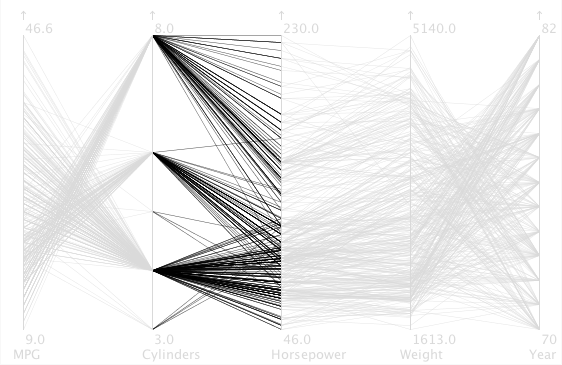 ↑ ↑ ↑ ↑ ↑
46.6 8.0 230.0 5140.0 82
9.0 3.0 46.0 1613.0 70
MPG Cylinders Horsepower Weight Year